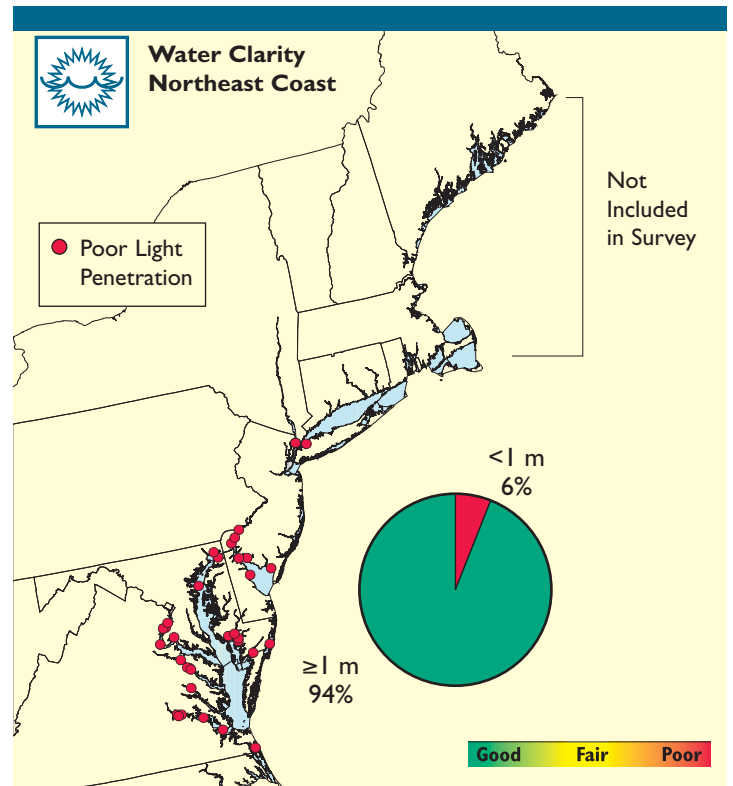 Water Clarity
Northeast Coast
Not
Included
in Survey
Poor Light
Penetration
<1 m
6%
≥1 m
94%
Good Fair Poor